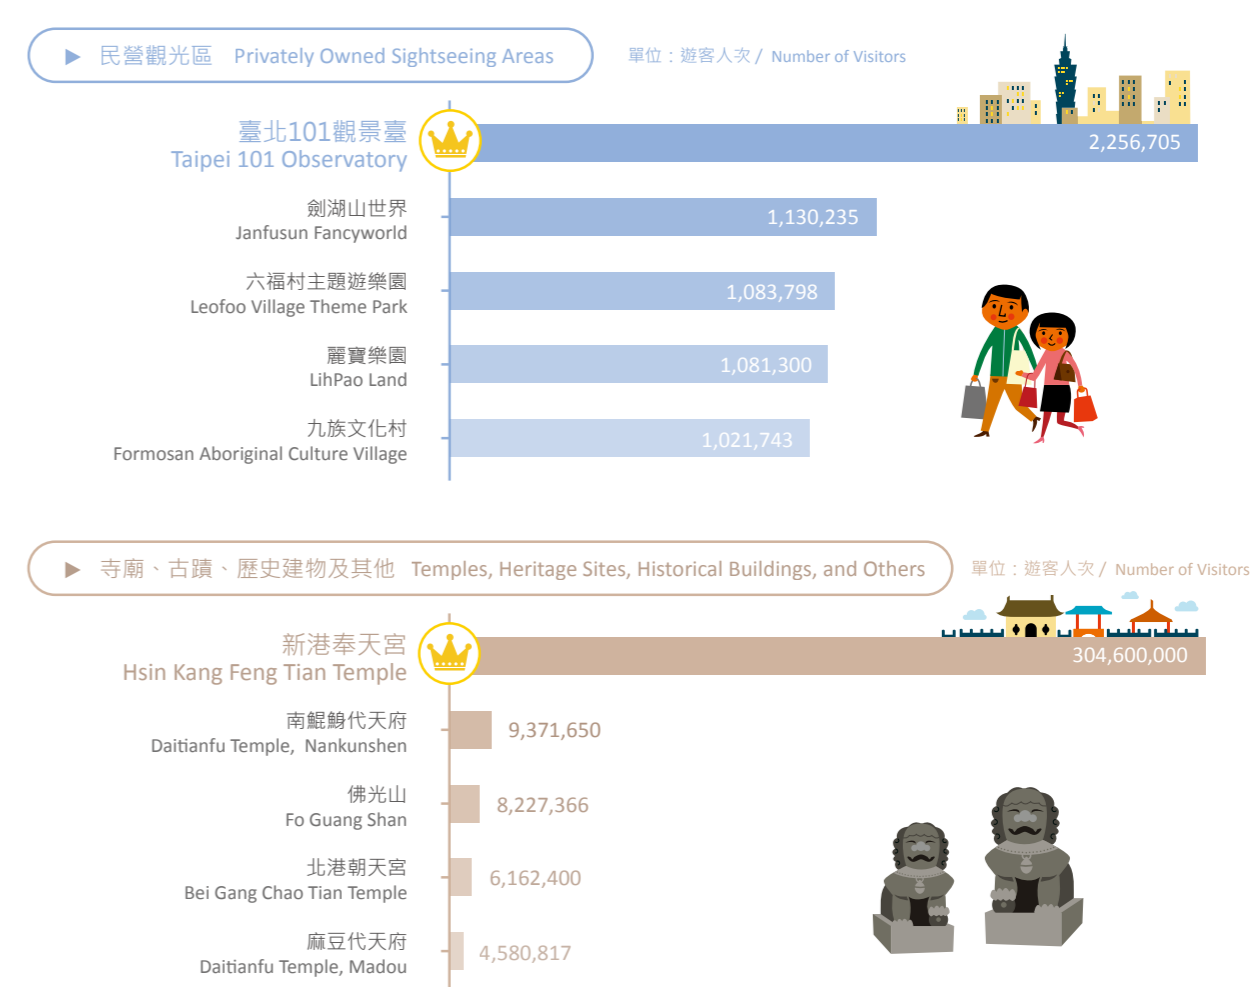 ▶ 民營觀光區 Privately Owned Sightseeing Areas
單位：遊客人次 / Number of Visitors
臺北101觀景臺
Taipei 101 Observatory
2,256,705
劍湖山世界
Janfusun Fancyworld
1,130,235
六福村主題遊樂園
Leofoo Village Theme Park
1,083,798
麗寶樂園
LihPao Land
1,081,300
九族文化村
Formosan Aboriginal Culture Village
1,021,743
▶ 寺廟、古蹟、歷史建物及其他 Temples, Heritage Sites, Historical Buildings, and Others
單位：遊客人次 / Number of Visitors
新港奉天宮
Hsin Kang Feng Tian Temple
304,600,000
南鯤鯓代天府
Daitianfu Temple, Nankunshen
9,371,650
佛光山
Fo Guang Shan
8,227,366
北港朝天宮
Bei Gang Chao Tian Temple
6,162,400
麻豆代天府
Daitianfu Temple, Madou
4,580,817